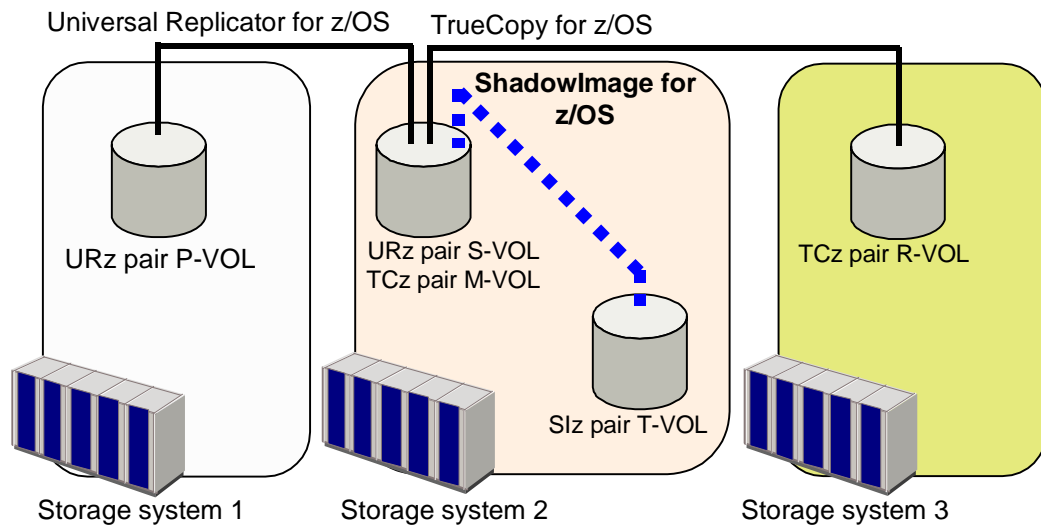 Universal Replicator for z/OS
TrueCopy for z/OS
ShadowImage for
z/OS
URz pair P-VOL
URz pair S-VOL
TCz pair M-VOL
TCz pair R-VOL
SIz pair T-VOL
Storage system 1
Storage system 2
Storage system 3